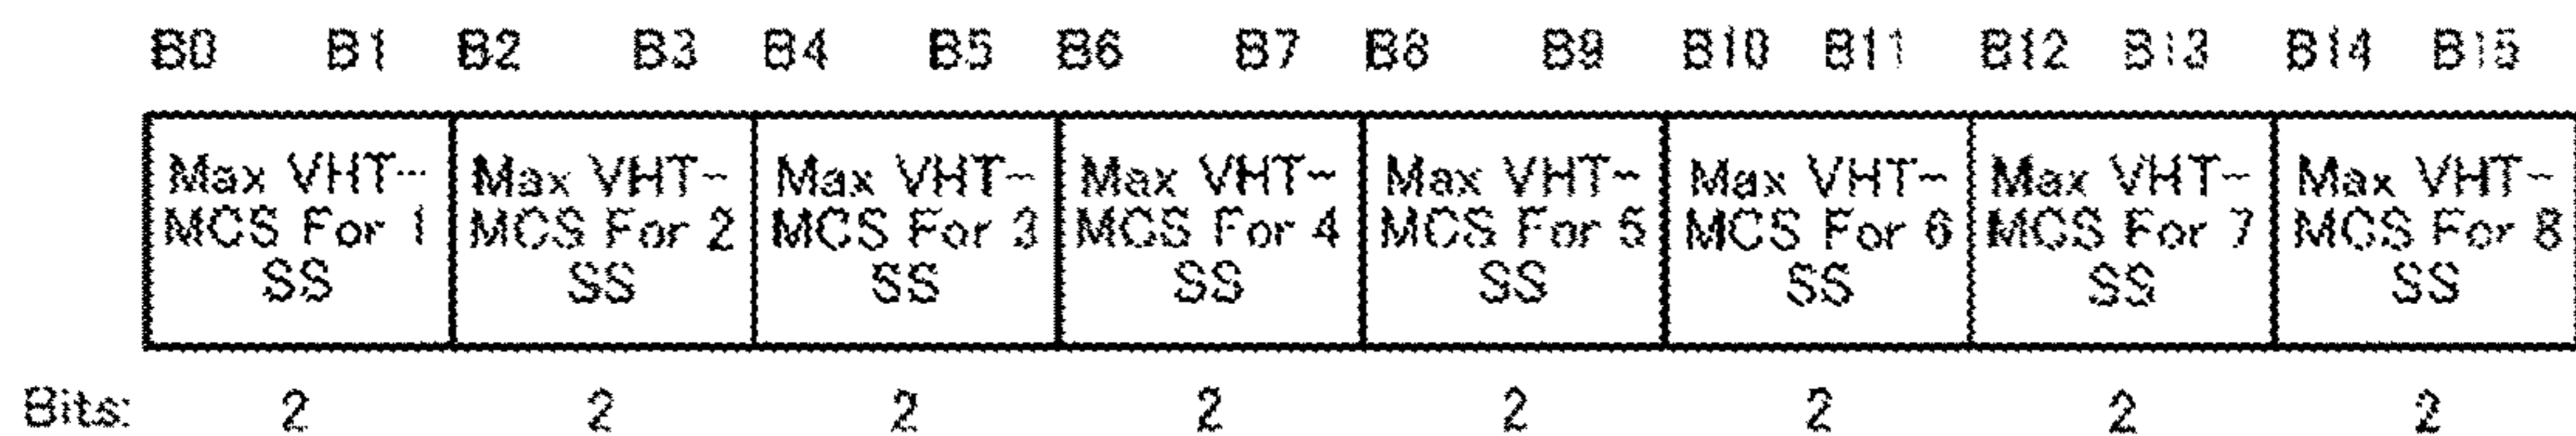 B0 B1 B2 B3 B4 B5 B6 B7 B8 B9 B10 B11 B12 B13 B14 B15
Max VHT- Max VHT- Max VHT- Max VHT- Max VHT- Max VHT- Max VHT- Max VHT-
MCS For 1 MCS For 2 MCS For 3 MCS For 4 MCS For 5 MCS For 6 MCS For 7 MCS For 8
SS SS SS SS SS SS SS SS
Bits: 2 2 2 2 2 2 2 2